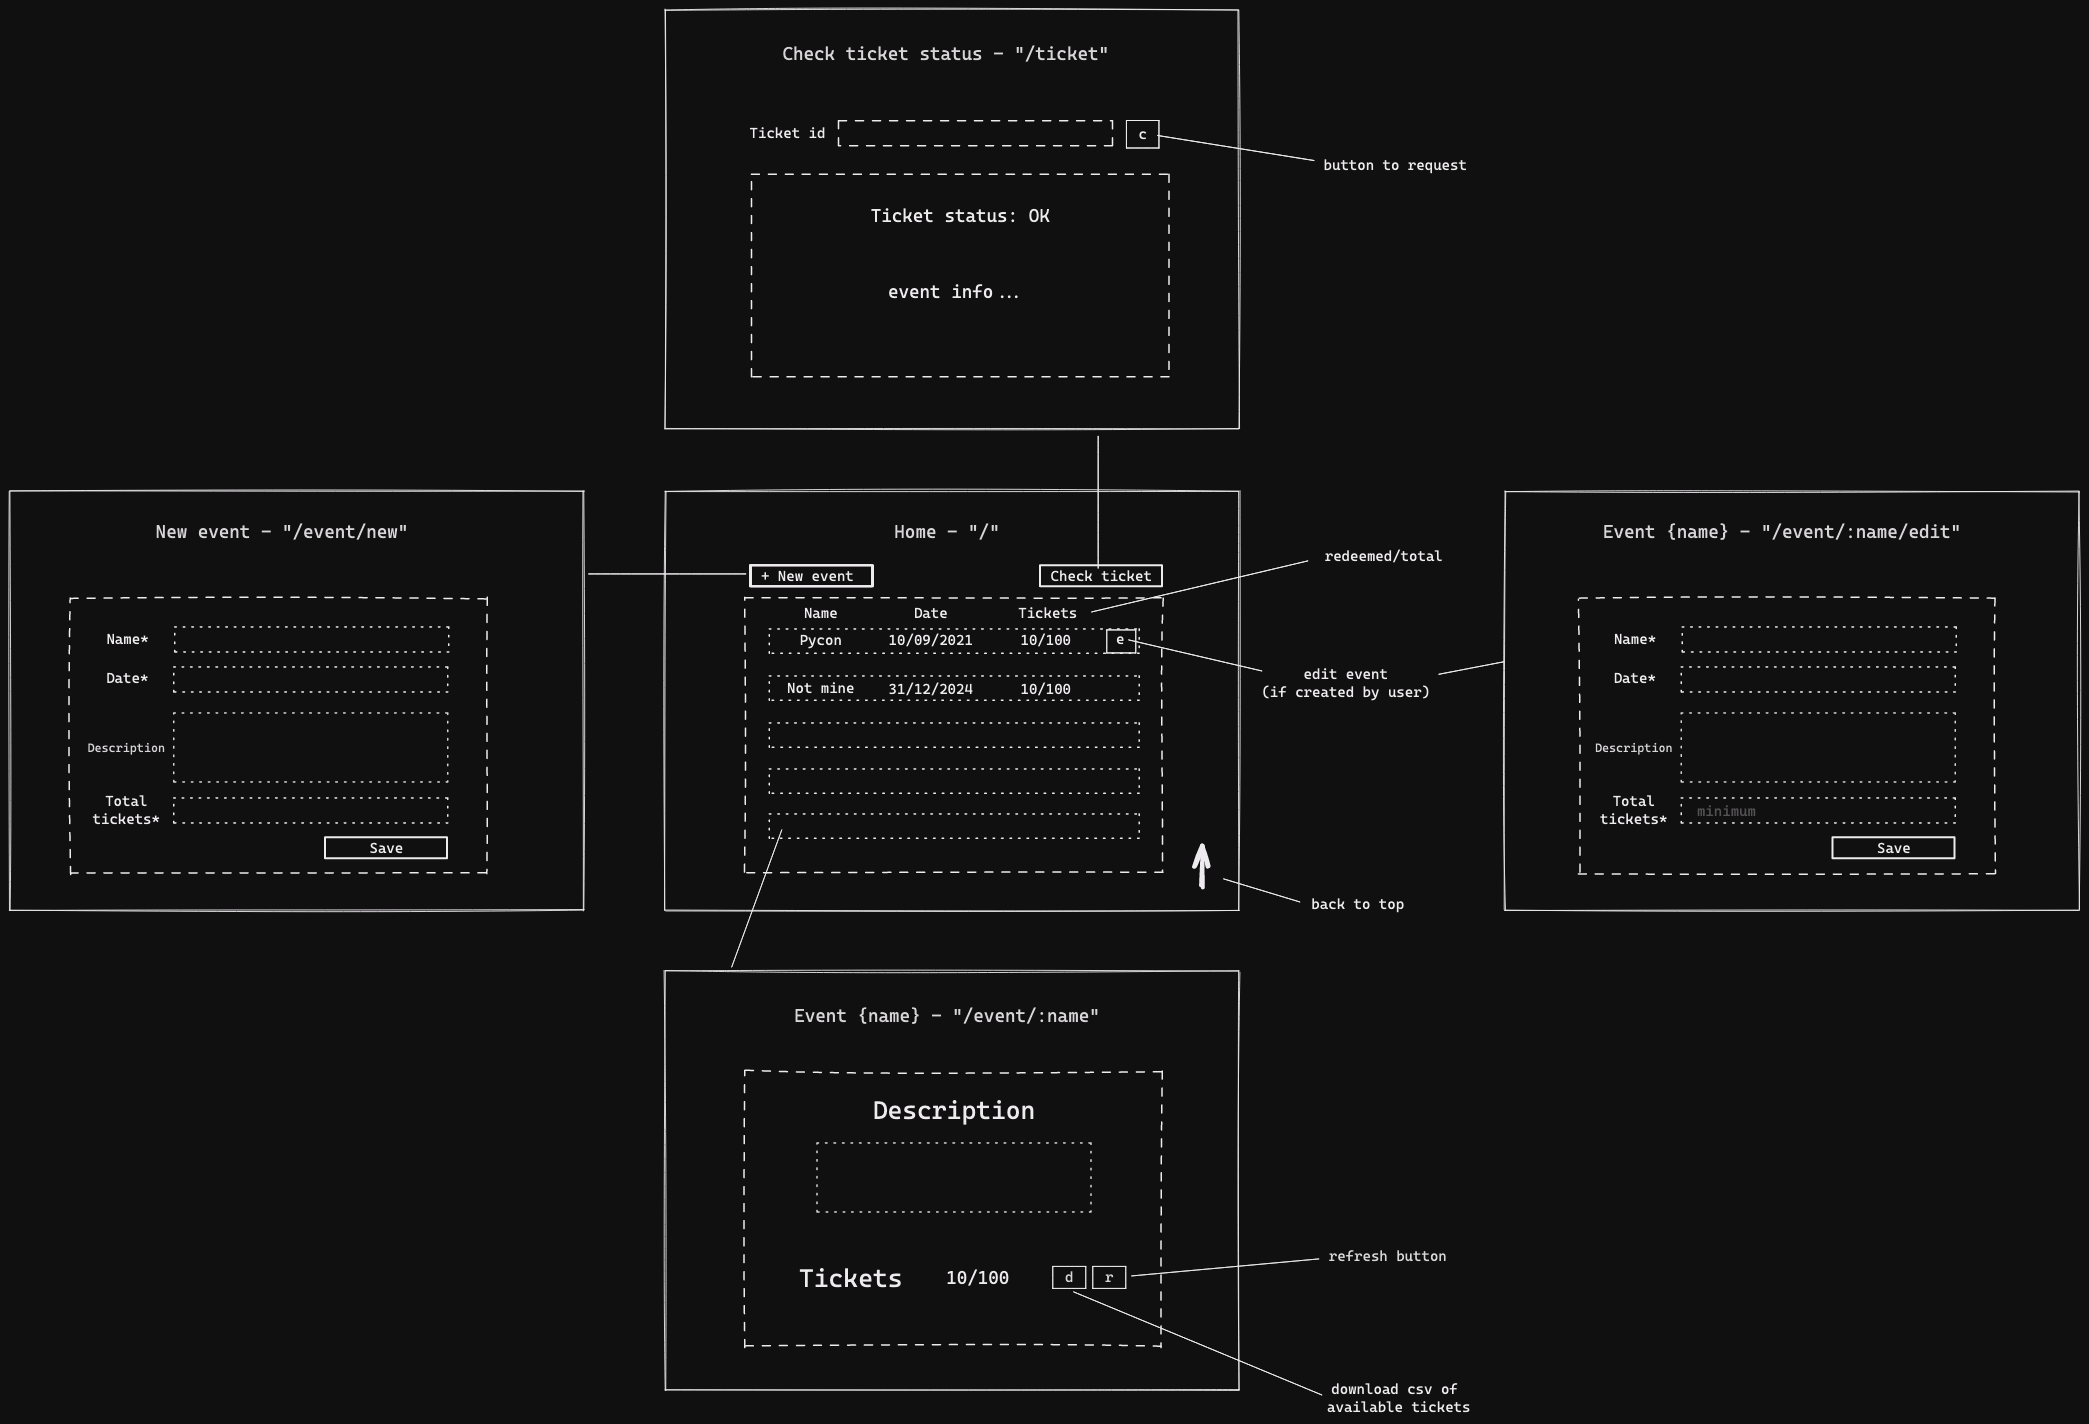 Check ticket status - "/ticket"
Ticket id
c
button to request
Ticket status: OK
event info...
New event - "/event/new"
Name*
Date*
Description
Total
tickets*
Save
Home - "/"
+ New event
Check ticket
redeemed/total
Name Date Tickets
Pycon 10/09/2021 10/100 e
Not mine 31/12/2024 10/100
edit event
(if created by user)
back to top
Event {name} - "/event/:name/edit"
Name*
Date*
Description
Total
tickets*
minimum
Save
Event {name} - "/event/:name"
Description
Tickets 10/100 d r
refresh button
download csv of
available tickets